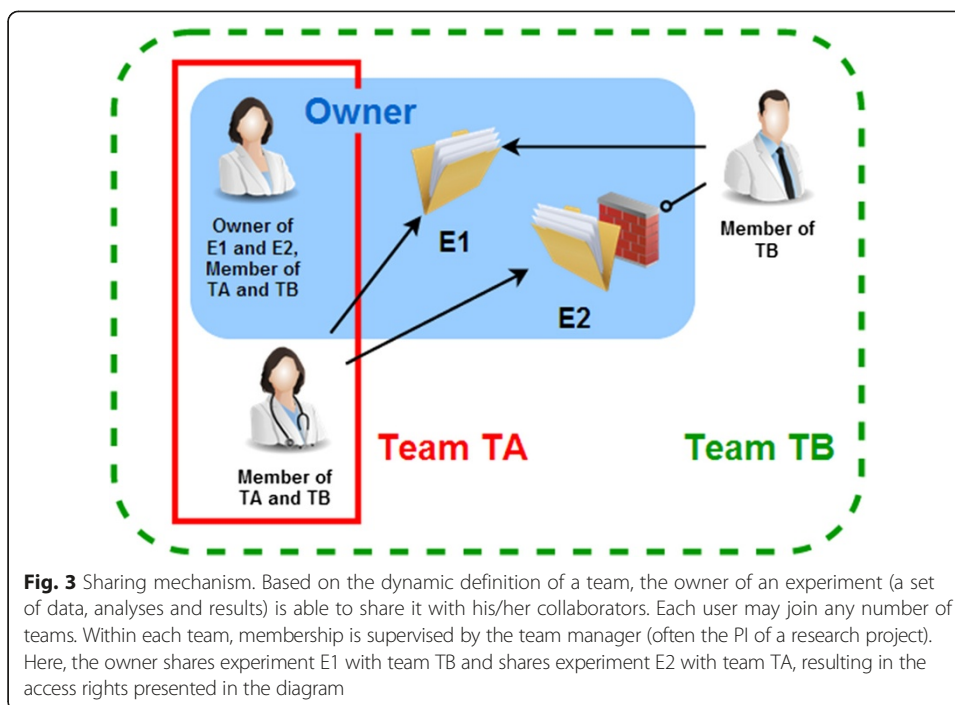 Owner
Owner of
E1 and E2,
Member of
TA and TB
E1
E2
Member of
TB
Member of
TA and TB
Team TA
Team TB
Fig. 3 Sharing mechanism. Based on the dynamic definition of a team, the owner of an experiment (a set
of data, analyses and results) is able to share it with his/her collaborators. Each user may join any number of
teams. Within each team, membership is supervised by the team manager (often the PI of a research project).
Here, the owner shares experiment E1 with team TB and shares experiment E2 with team TA, resulting in the
access rights presented in the diagram